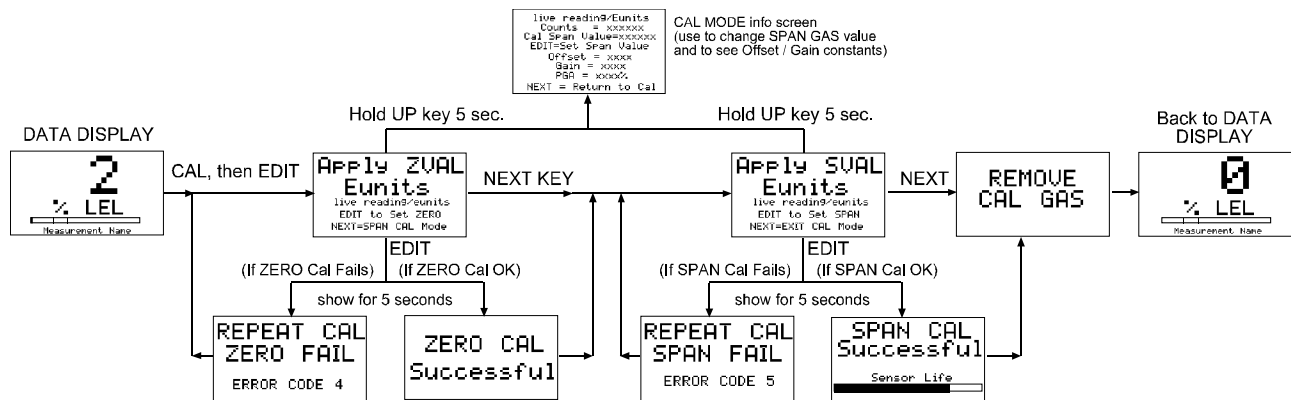 live reading/Eunits
Counts = xxxxxx
Cal Span Value=xxxxxx
EDIT=Set Span Value
Offset = xxxx
Gain = xxxx
PGA = xxxx%
NEXT = Return to Cal
CAL MODE info screen
(use to change SPAN GAS value
and to see Offset / Gain constants)
Hold UP key 5 sec.
Hold UP key 5 sec.
DATA DISPLAY
2
% LEL
Measurement Name
CAL, then EDIT
Apply ZVAL
Eunits
live reading/eunits
EDIT to Set ZERO
NEXT=SPAN CAL Mode
NEXT KEY
Apply SVAL
Eunits
live reading/eunits
EDIT to Set SPAN
NEXT=EXIT CAL Mode
NEXT
REMOVE
CAL GAS
Back to DATA
DISPLAY
0
% LEL
Measurement Name
EDIT
(If ZERO Cal Fails)
(If ZERO Cal OK)
show for 5 seconds
REPEAT CAL
ZERO FAIL
ERROR CODE 4
ZERO CAL
Successful
EDIT
(If SPAN Cal Fails)
(If SPAN Cal OK)
show for 5 seconds
REPEAT CAL
SPAN FAIL
ERROR CODE 5
SPAN CAL
Successful
Sensor Life